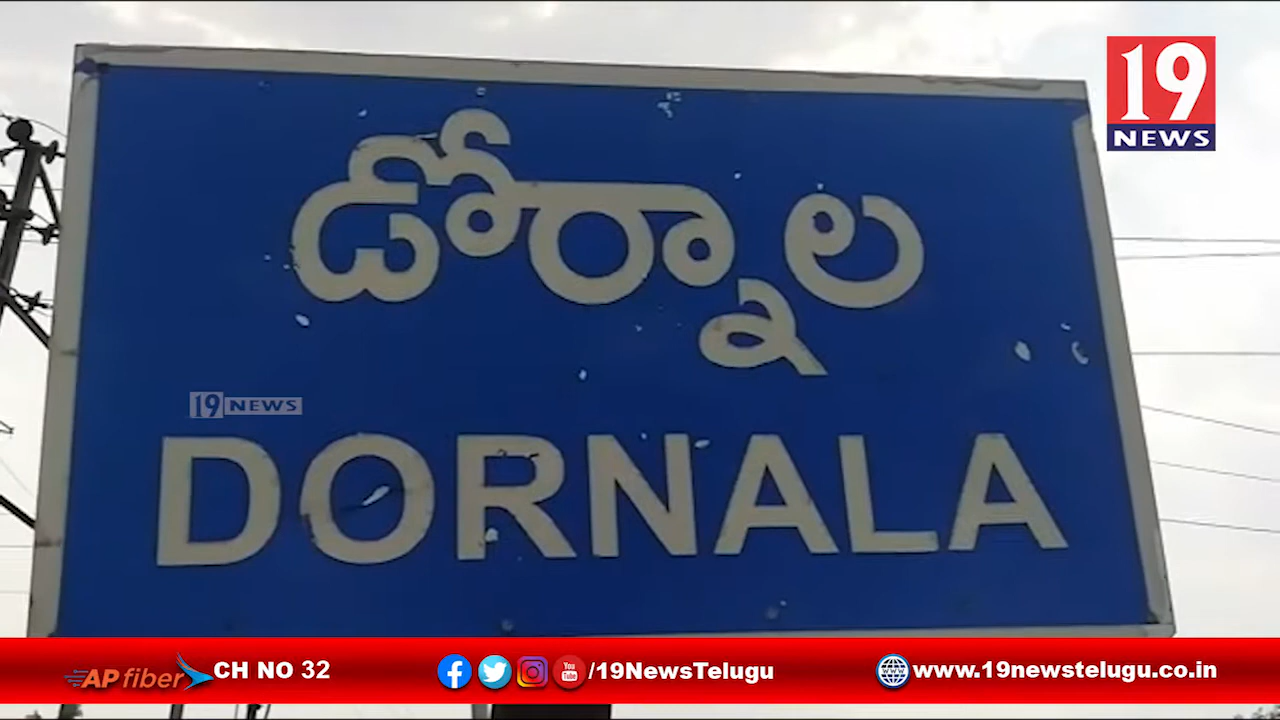 19
NEWS
డోర్నాల
19 NEWS
DORNALA
AP fiber CH NO 32 /19NewsTelugu www.19newstelugu.co.in